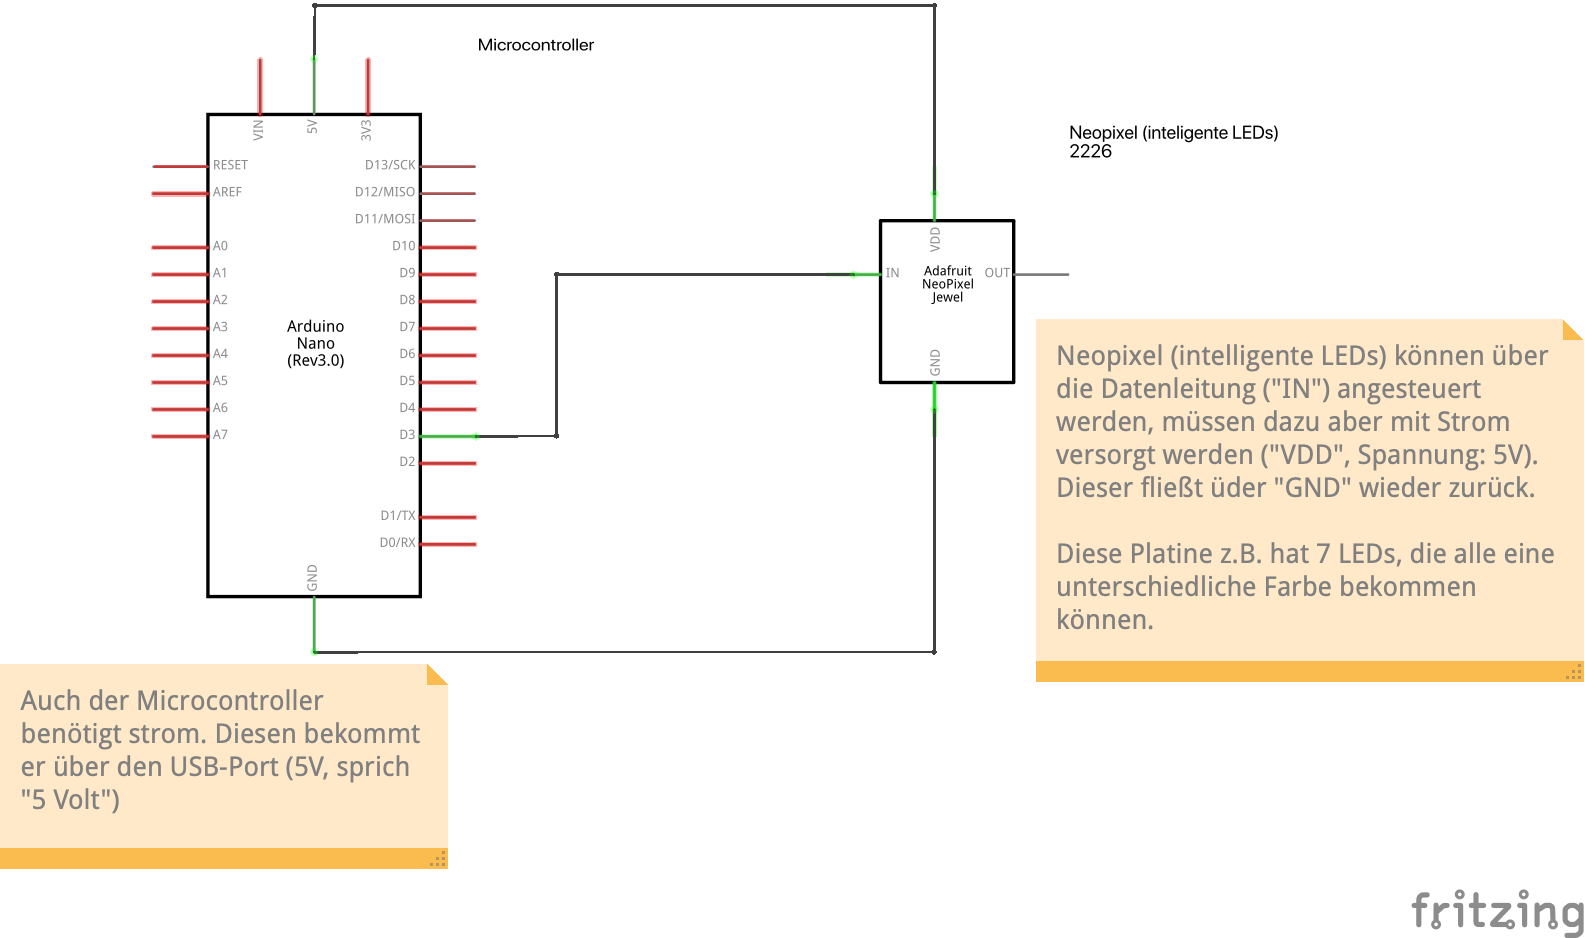 Microcontroller
Neopixel (inteligente LEDs)
2226
VIN
5V
3V3
RESET
AREF
A0
A1
A2
A3
A4
A5
A6
A7
Arduino
Nano
(Rev3.0)
D13/SCK
D12/MISO
D11/MOSI
D10
D9
D8
D7
D6
D5
D4
D3
D2
D1/TX
D0/RX
GND
VDD
IN
Adafruit
NeoPixel
Jewel
OUT
GND
Neopixel (intelligente LEDs) können über
die Datenleitung ("IN") angesteuert
werden, müssen dazu aber mit Strom
versorgt werden ("VDD", Spannung: 5V).
Dieser fließt üder "GND" wieder zurück.
Diese Platine z.B. hat 7 LEDs, die alle eine
unterschiedliche Farbe bekommen
können.
Auch der Microcontroller
benötigt strom. Diesen bekommt
er über den USB-Port (5V, sprich
"5 Volt")
fritzing